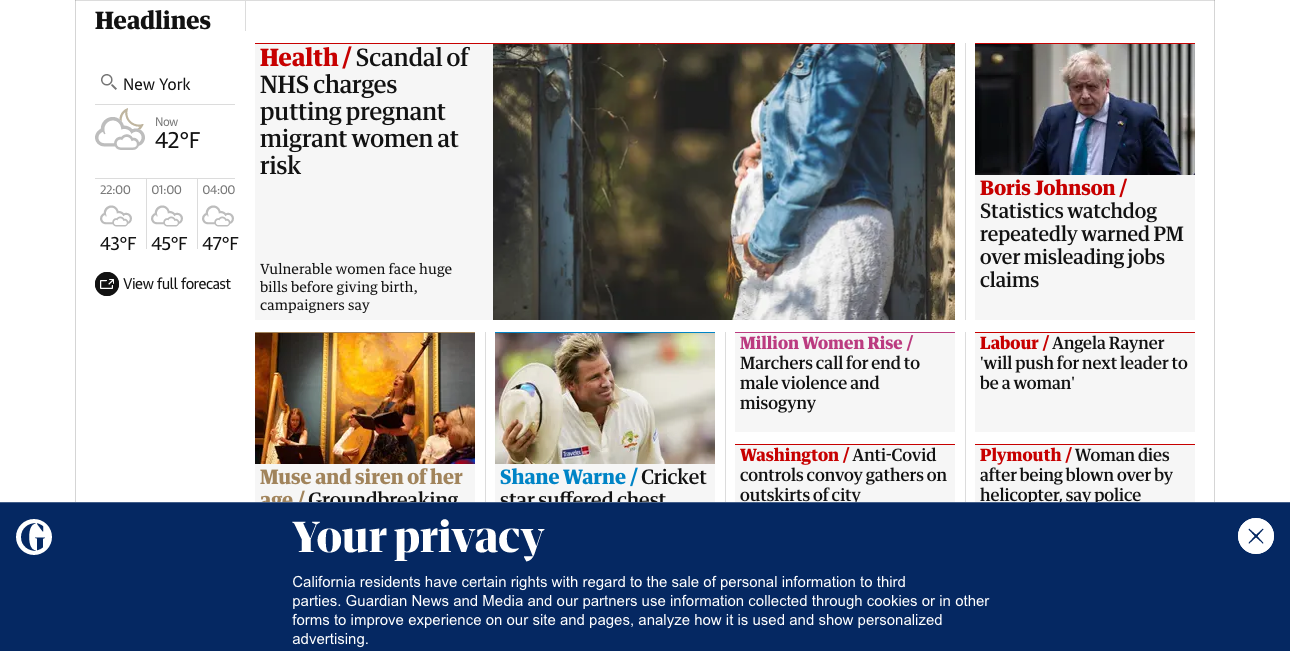 Headlines
New York
Now
42°F
22:00
01:00
04:00
43°F
45°F
47°F
View full forecast
Health / Scandal of
NHS charges
putting pregnant
migrant women at
risk
Vulnerable women face huge
bills before giving birth,
campaigners say
Boris Johnson /
Statistics watchdog
repeatedly warned PM
over misleading jobs
claims
Muse and siren of her
age / Groundbreaking
Shane Warne / Cricket
star suffered chest
Million Women Rise /
Marchers call for end to
male violence and
misogyny
Washington / Anti-Covid
controls convoy gathers on
outskirts of city
Labour / Angela Rayner
'will push for next leader to
be a woman'
Plymouth / Woman dies
after being blown over by
helicopter, say police
G
Your privacy
California residents have certain rights with regard to the sale of personal information to third
parties. Guardian News and Media and our partners use information collected through cookies or in other
forms to improve experience on our site and pages, analyze how it is used and show personalized
advertising.